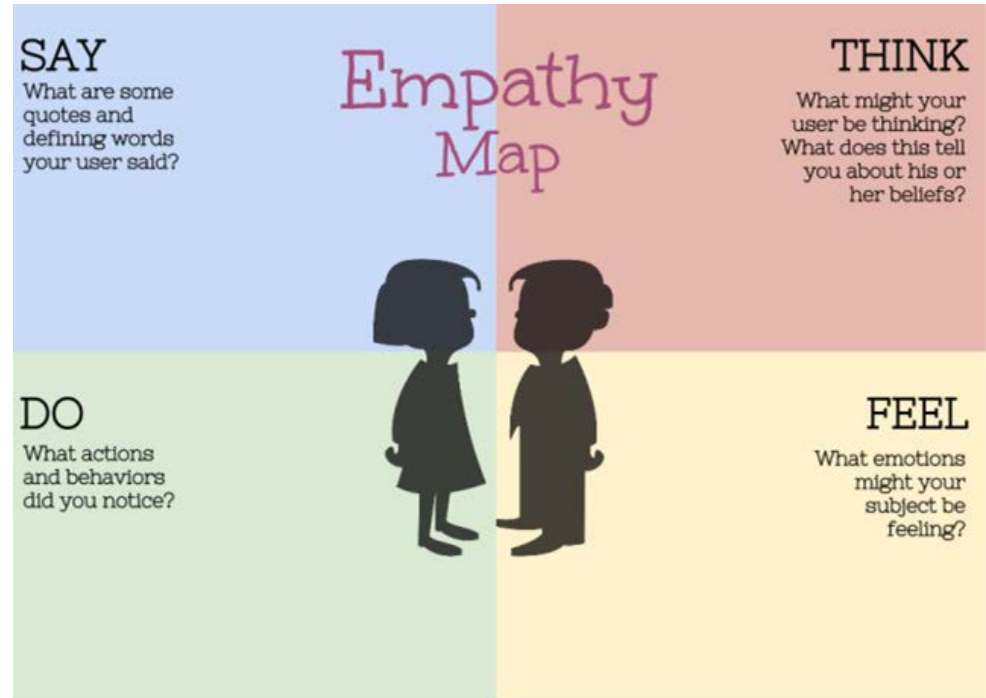 SAY
What are some
quotes and
defining words
your user said?
Empathy
Map
THINK
What might your
user be thinking?
What does this tell
you about his or
her beliefs?
DO
What actions
and behaviors
did you notice?
FEEL
What emotions
might your
subject be
feeling?